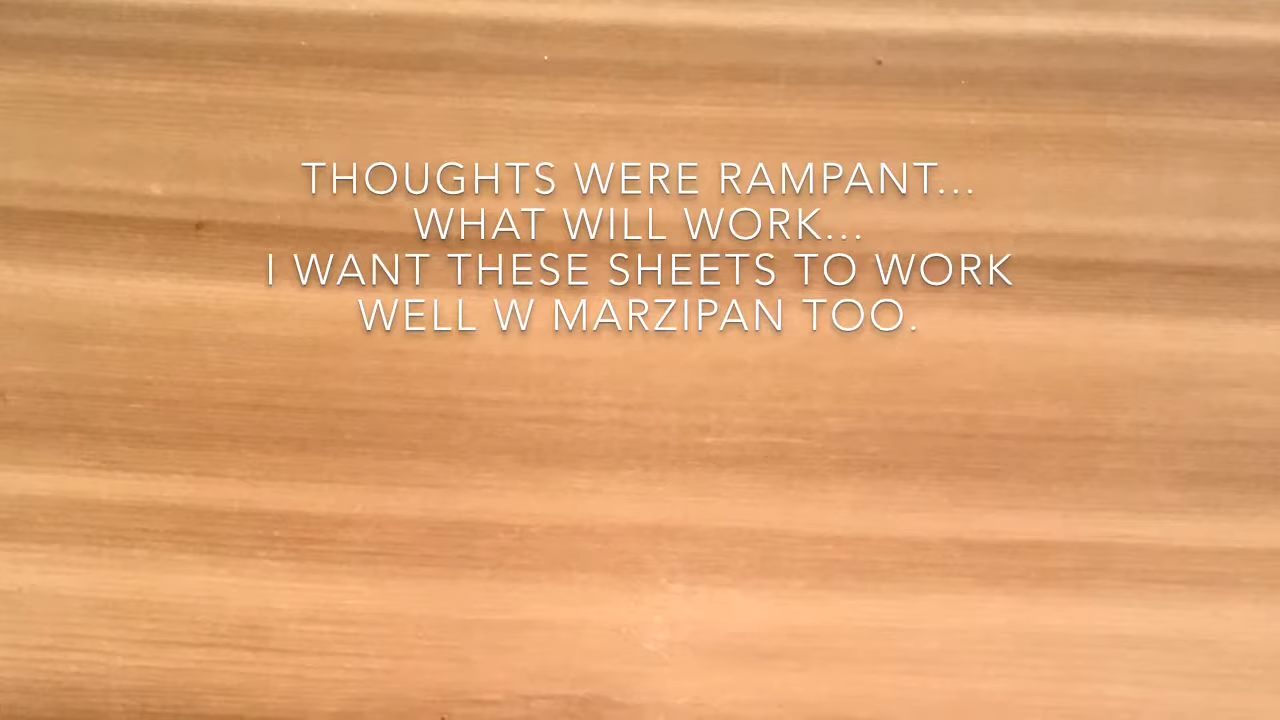 THOUGHTS WERE RAMPANT...
WHAT WILL WORK...
I WANT THESE SHEETS TO WORK
WELL W MARZIPAN TOO.